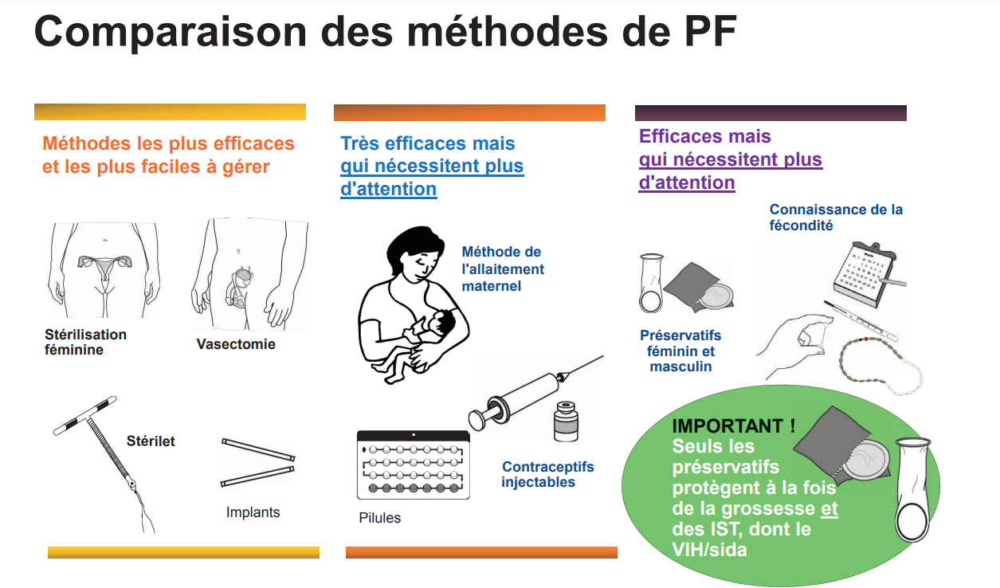 Comparaison des méthodes de PF
Méthodes les plus efficaces
et les plus faciles à gérer
Stérilisation
féminine
Vasectomie
Stérilet
Implants
Très efficaces mais
qui nécessitent plus
d'attention
Méthode de
l'allaitement
maternel
Contraceptifs
injectables
Pilules
Efficaces mais
qui nécessitent plus
d'attention
Connaissance de la
fécondité
Préservatifs
féminin et
masculin
IMPORTANT !
Seuls les
préservatifs
protègent à la fois
de la grossesse et
des IST, dont le
VIH/sida